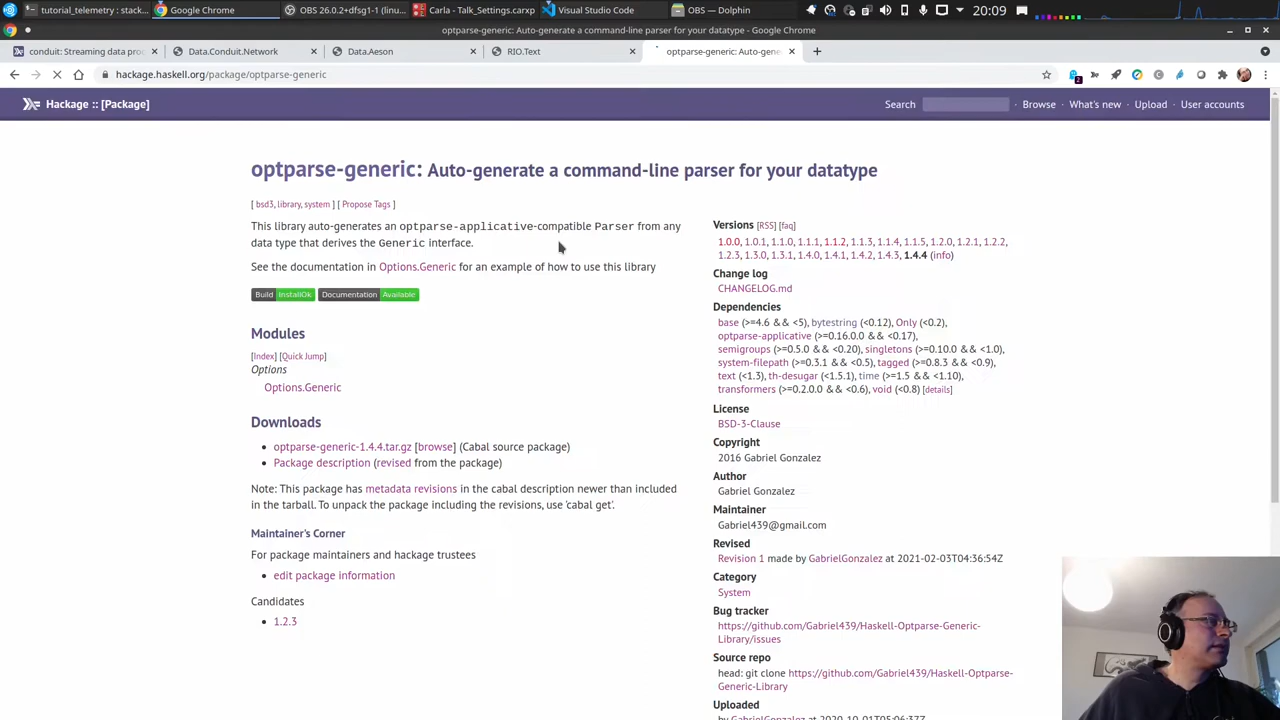 tutorial_telemetry : stack...
Google Chrome
OBS 26.0.2+dfsg1-1 (linu...
Carla - Talk_Settings.carxp
Visual Studio Code
OBS — Dolphin
20:09
optparse-generic: Auto-generate a command-line parser for your datatype - Google Chrome
conduit: Streaming data pro
Data.Conduit.Network
Data.Aeson
RIO.Text
optparse-generic: Auto-gene
hackage.haskell.org/package/optparse-generic
2
Hackage :: [Package]
Search · Browse · What's new · Upload · User accounts
optparse-generic: Auto-generate a command-line parser for your datatype
[ bsd3, library, system ] [ Propose Tags ]
This library auto-generates an optparse-applicative-compatible Parser from any
data type that derives the Generic interface.
See the documentation in Options.Generic for an example of how to use this library
Build InstallOk Documentation Available
Modules
[Index] [Quick Jump]
Options
Options.Generic
Downloads
optparse-generic-1.4.4.tar.gz [browse] (Cabal source package)
Package description (revised from the package)
Note: This package has metadata revisions in the cabal description newer than included
in the tarball. To unpack the package including the revisions, use 'cabal get'.
Maintainer's Corner
For package maintainers and hackage trustees
edit package information
Candidates
1.2.3
Versions [RSS] [faq]
1.0.0, 1.0.1, 1.1.0, 1.1.1, 1.1.2, 1.1.3, 1.1.4, 1.1.5, 1.2.0, 1.2.1, 1.2.2,
1.2.3, 1.3.0, 1.3.1, 1.4.0, 1.4.1, 1.4.2, 1.4.3, 1.4.4 (info)
Change log
CHANGELOG.md
Dependencies
base (>=4.6 && <5), bytestring (<0.12), Only (<0.2),
optparse-applicative (>=0.16.0.0 && <0.17),
semigroups (>=0.5.0 && <0.20), singletons (>=0.10.0 && <1.0),
system-filepath (>=0.3.1 && <0.5), tagged (>=0.8.3 && <0.9),
text (<1.3), th-desugar (<1.5.1), time (>=1.5 && <1.10),
transformers (>=0.2.0.0 && <0.6), void (<0.8) [details]
License
BSD-3-Clause
Copyright
2016 Gabriel Gonzalez
Author
Gabriel Gonzalez
Maintainer
Gabriel439@gmail.com
Revised
Revision 1 made by GabrielGonzalez at 2021-02-03T04:36:54Z
Category
System
Bug tracker
https://github.com/Gabriel439/Haskell-Optparse-Generic-
Library/issues
Source repo
head: git clone https://github.com/Gabriel439/Haskell-Optparse-
Generic-Library
Uploaded
by GabrielGonzalez at 2020-10-01T05:06:37Z